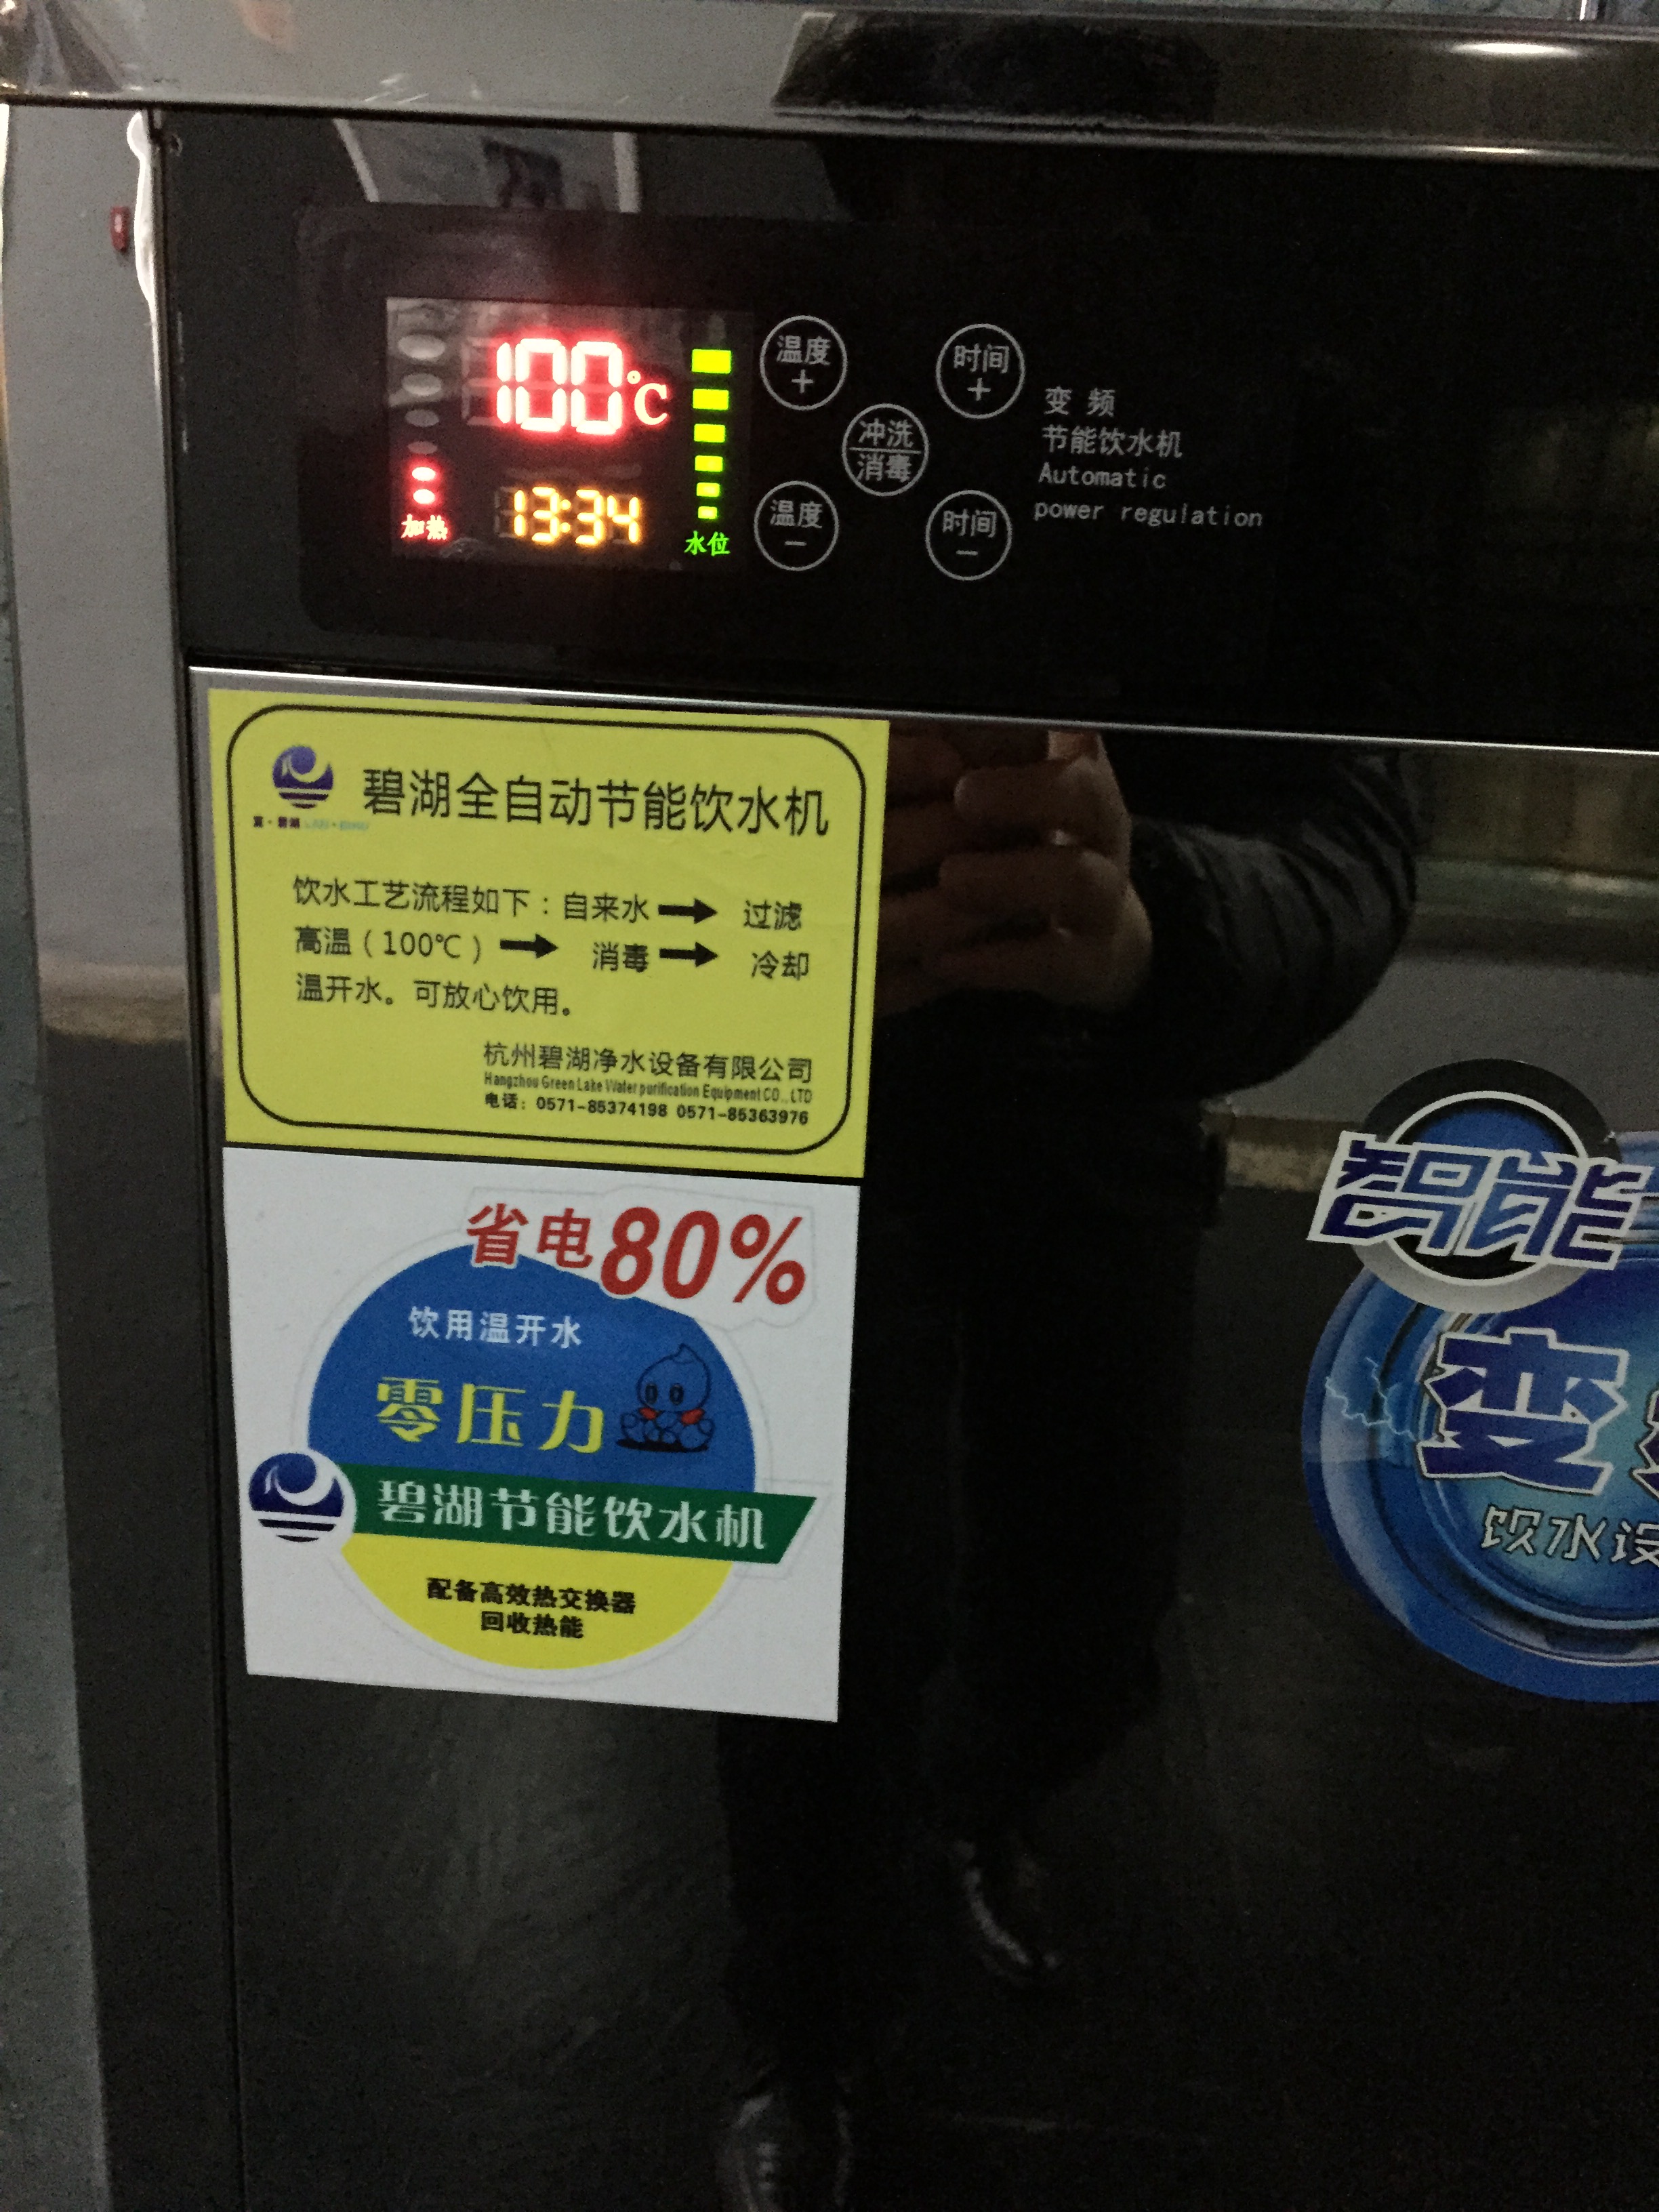 100℃
13:34
加热
水位
温度
+
时间
+
冲洗
消毒
温度
−
时间
−
变 频
节能饮水机
Automatic
power regulation
碧湖全自动节能饮水机
饮水工艺流程如下：自来水 → 过滤
高温（100℃） → 消毒 → 冷却
温开水。可放心饮用。
杭州碧湖净水设备有限公司
Hangzhou Green Lake Water purification Equipment CO., LTD
电话：0571-85374198 0571-85363976
省电80%
饮用温开水
零压力
碧湖节能饮水机
配备高效热交换器
回收热能
智能
变
饮水设